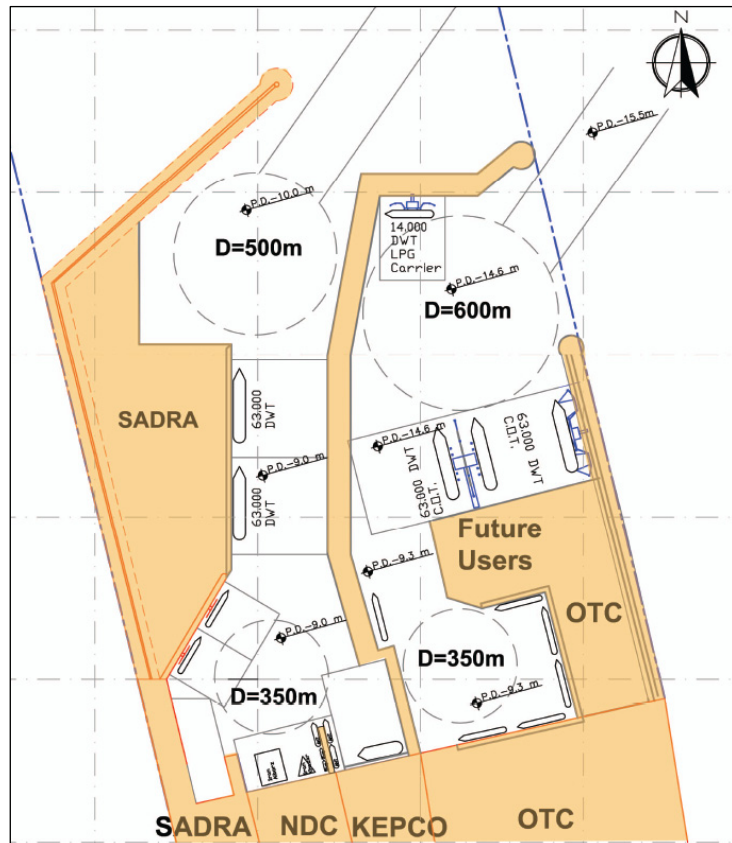 N
P.D.-15.5m
P.D.-10.0 m
D=500m
14,000
DWT
LPG
Carrier
P.D.-14.6 m
D=600m
SADRA
63.000
DWT
P.D.-14.6 m
63.000 DWT
C.O.T.
63.000 DWT
C.O.T.
P.D.-9.0 m
63.000
DWT
Future
Users
P.D.-9.3 m
OTC
P.D.-9.0 m
D=350m
D=350m
P.D.-9.3 m
SADRA
NDC
KEPCO
OTC